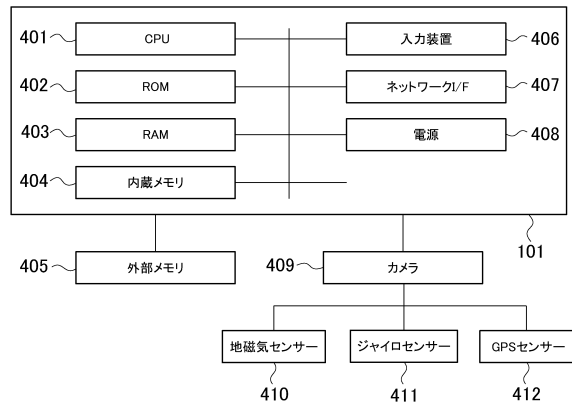 401 CPU 入力装置 406
402 ROM ネットワークI/F 407
403 RAM 電源 408
404 内蔵メモリ
101
405 外部メモリ 409 カメラ
地磁気センサー ジャイロセンサー GPSセンサー
410 411 412